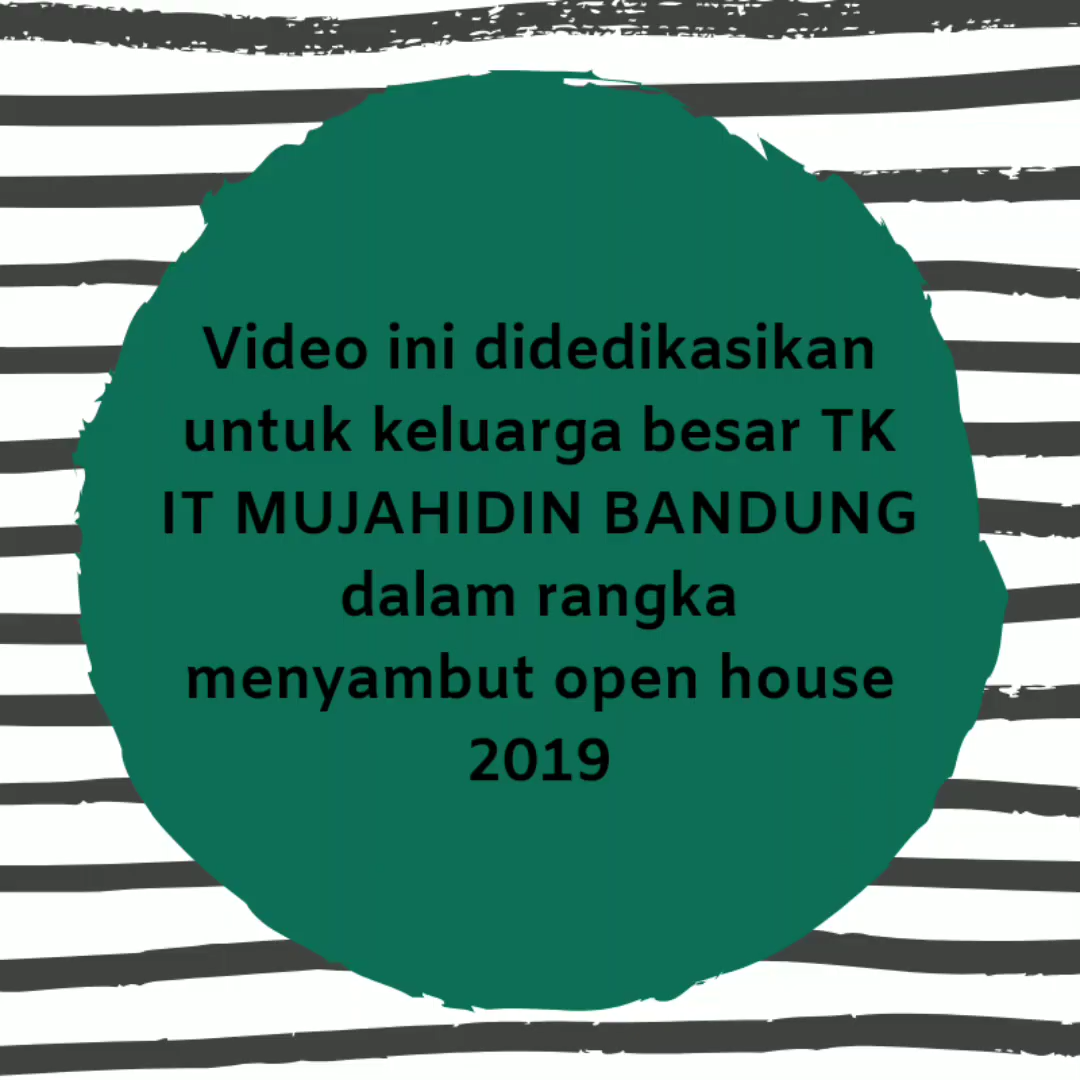 Video ini didedikasikan
untuk keluarga besar TK
IT MUJAHIDIN BANDUNG
dalam rangka
menyambut open house
2019